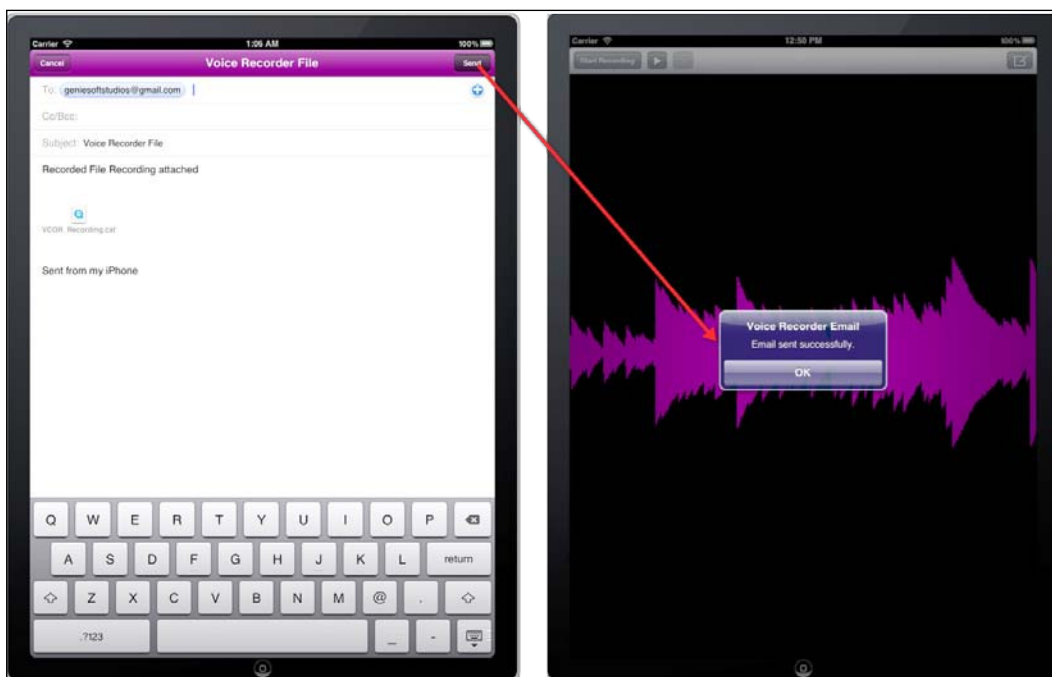 Carrier 1:06 AM 100%
Cancel Voice Recorder File Send
To: geniesoftstudios@gmail.com
Cc/Bcc:
Subject: Voice Recorder File
Recorded File Recording attached
VCOR_Recording.caf
Sent from my iPhone
Q W E R T Y U I O P
A S D F G H J K L return
Z X C V B N M @ .
.?123 _ -
Carrier 12:50 PM 100%
Start Recording
Voice Recorder Email
Email sent successfully.
OK